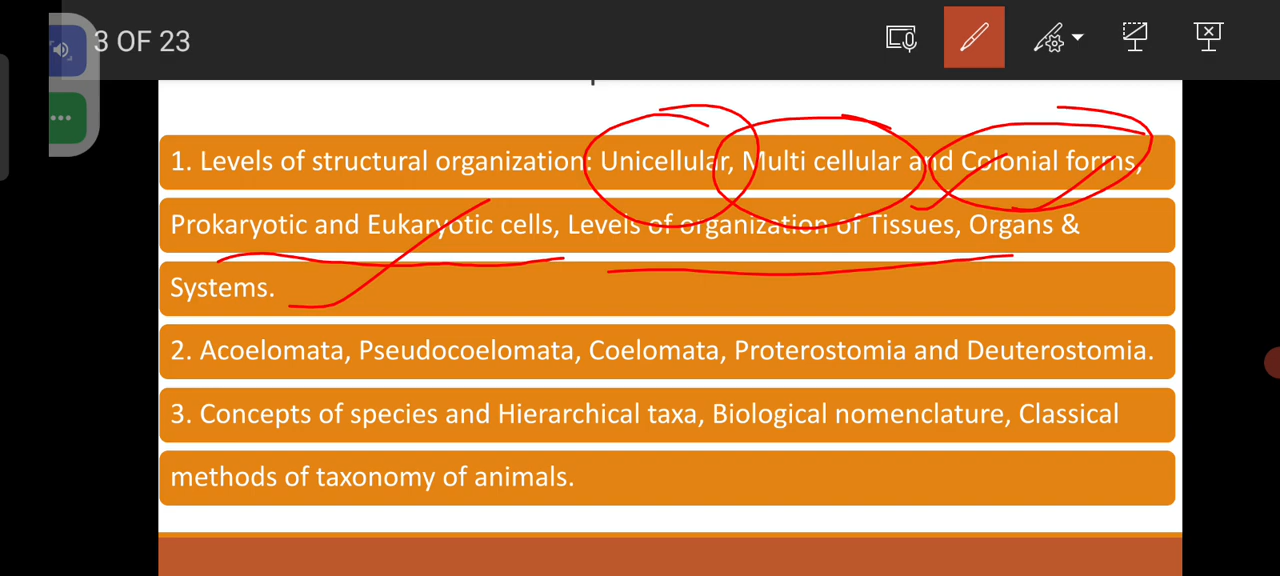 3 OF 23
1. Levels of structural organization: Unicellular, Multi cellular and Colonial forms,
Prokaryotic and Eukaryotic cells, Levels of organization of Tissues, Organs &
Systems.
2. Acoelomata, Pseudocoelomata, Coelomata, Proterostomia and Deuterostomia.
3. Concepts of species and Hierarchical taxa, Biological nomenclature, Classical
methods of taxonomy of animals.